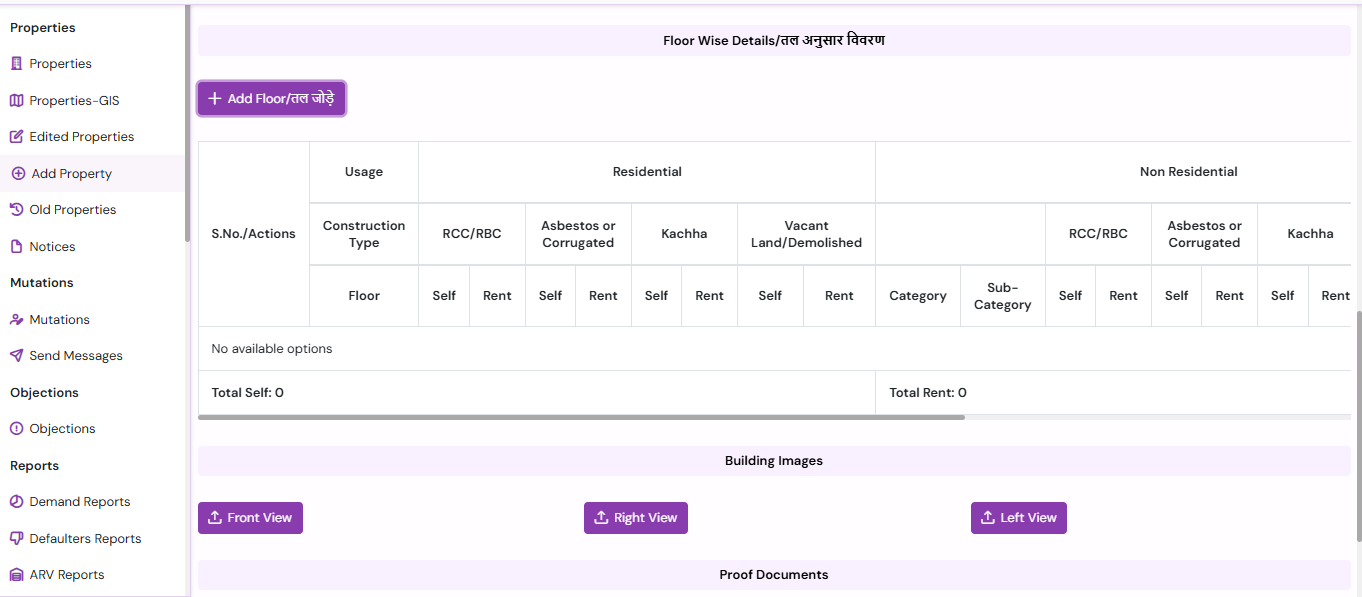 Properties
Properties
Properties-GIS
Edited Properties
Add Property
Old Properties
Notices
Mutations
Mutations
Send Messages
Objections
Objections
Reports
Demand Reports
Defaulters Reports
ARV Reports
Floor Wise Details/तल अनुसार विवरण
Add Floor/तल जोड़े
S.No./Actions
Usage
Residential
Non Residential
Construction
Type
RCC/RBC
Asbestos or
Corrugated
Kachha
Vacant
Land/Demolished
RCC/RBC
Asbestos or
Corrugated
Kachha
Floor
Self
Rent
Self
Rent
Self
Rent
Self
Rent
Category
Sub-
Category
Self
Rent
Self
Rent
Self
Rent
No available options
Total Self: 0
Total Rent: 0
Building Images
Front View
Right View
Left View
Proof Documents